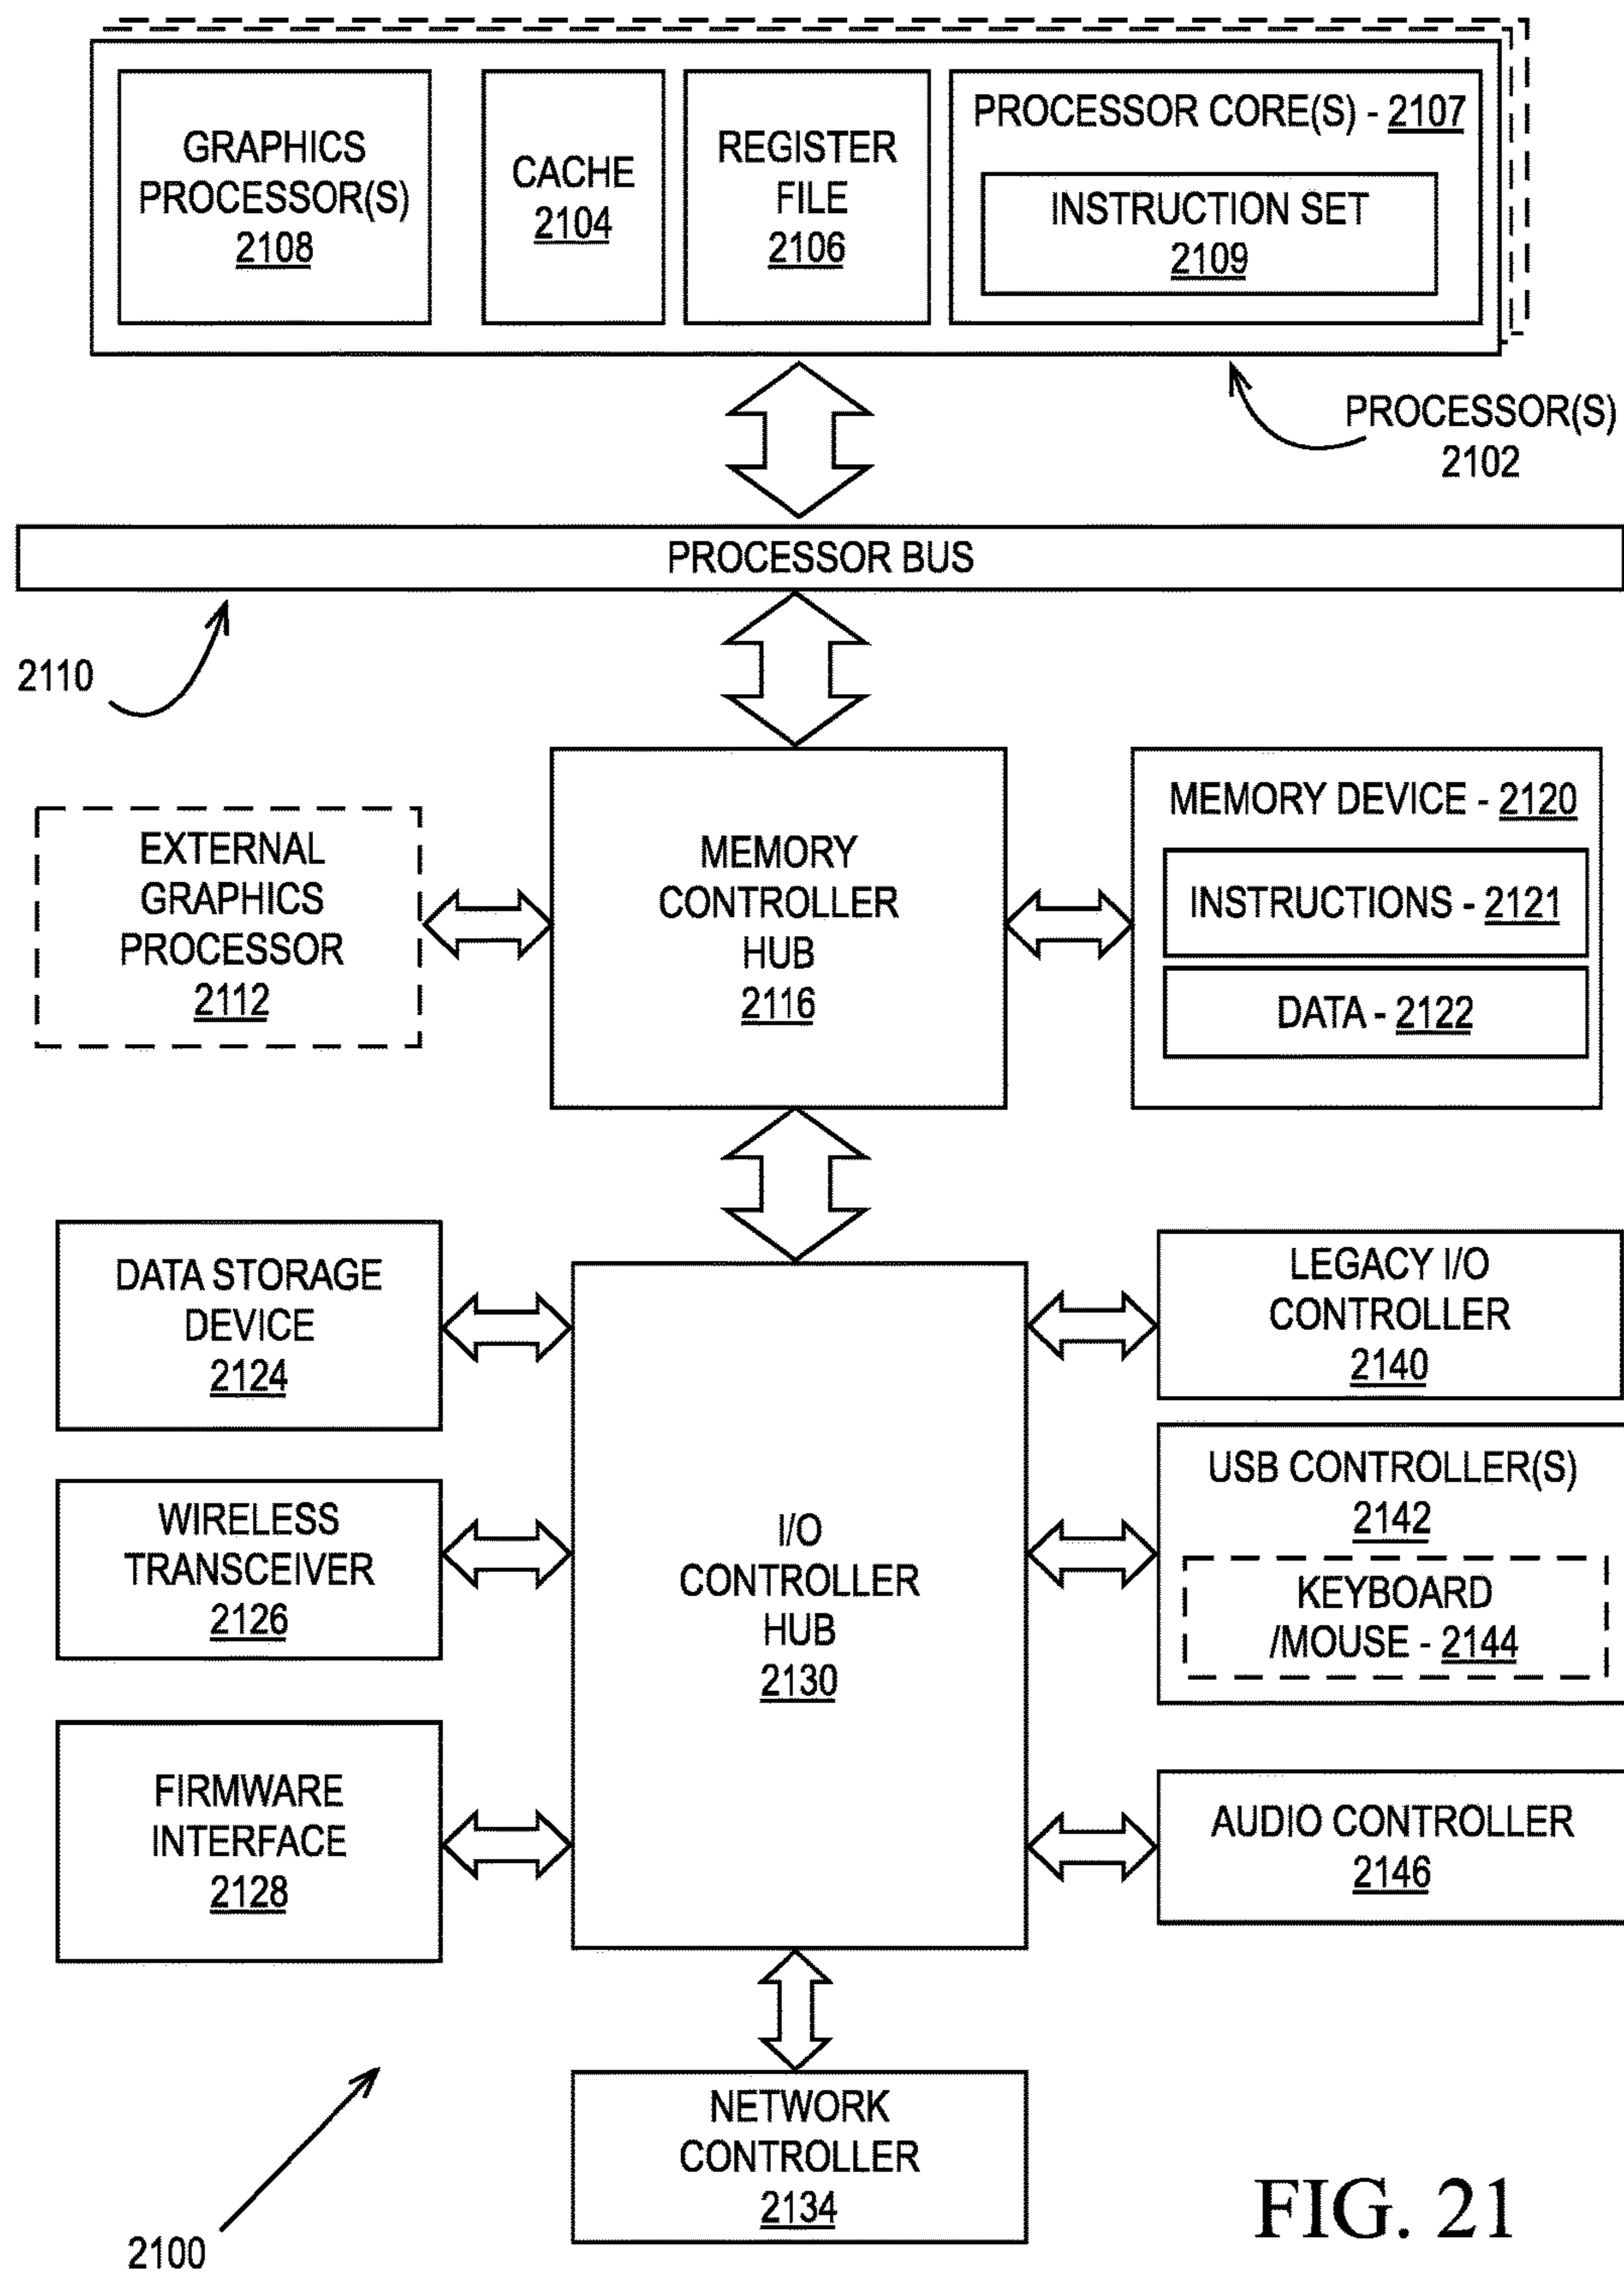 GRAPHICS
PROCESSOR(S)
2108
CACHE
2104
REGISTER
FILE
2106
PROCESSOR CORE(S) - 2107
INSTRUCTION SET
2109
PROCESSOR(S)
2102
PROCESSOR BUS
2110
EXTERNAL
GRAPHICS
PROCESSOR
2112
MEMORY
CONTROLLER
HUB
2116
MEMORY DEVICE - 2120
INSTRUCTIONS - 2121
DATA - 2122
DATA STORAGE
DEVICE
2124
WIRELESS
TRANSCEIVER
2126
FIRMWARE
INTERFACE
2128
I/O
CONTROLLER
HUB
2130
LEGACY I/O
CONTROLLER
2140
USB CONTROLLER(S)
2142
KEYBOARD
/MOUSE - 2144
AUDIO CONTROLLER
2146
NETWORK
CONTROLLER
2134
2100
FIG. 21